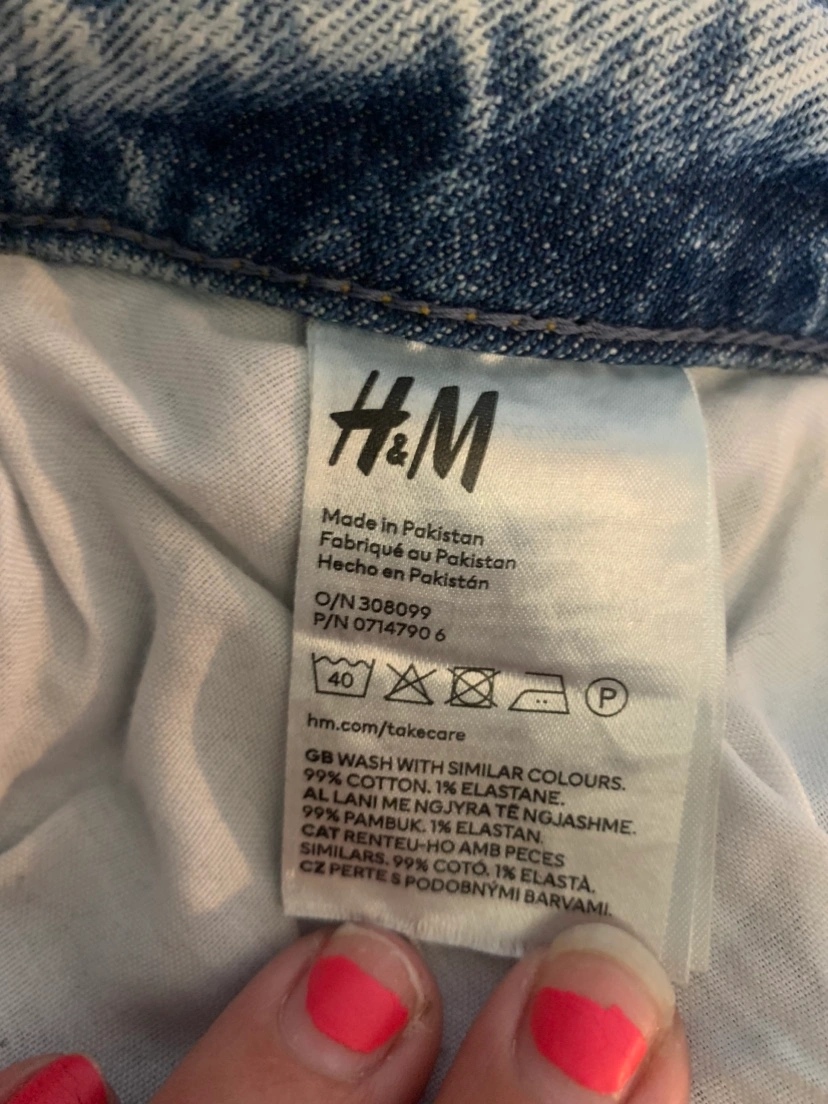 H&M
Made in Pakistan
Fabriqué au Pakistan
Hecho en Pakistán
O/N 308099
P/N 0714790 6
40
P
hm.com/takecare
GB WASH WITH SIMILAR COLOURS.
99% COTTON. 1% ELASTANE.
AL LANI ME NGJYRA TË NGJASHME.
99% PAMBUK. 1% ELASTAN.
CAT RENTEU-HO AMB PECES
SIMILARS. 99% COTÓ. 1% ELASTÀ.
CZ PERTE S PODOBNÝMI BARVAMI.